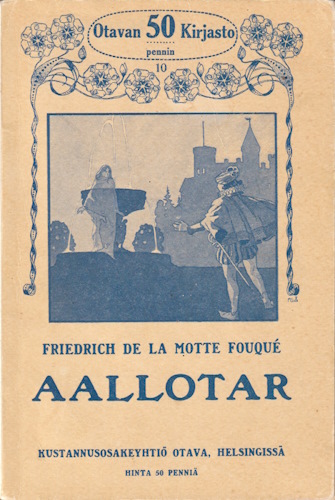 Otavan 50 Kirjasto
pennin
10
FRIEDRICH DE LA MOTTE FOUQUÉ
AALLOTAR
KUSTANNUSOSAKEYHTIÖ OTAVA, HELSINGISSÄ
HINTA 50 PENNIÄ